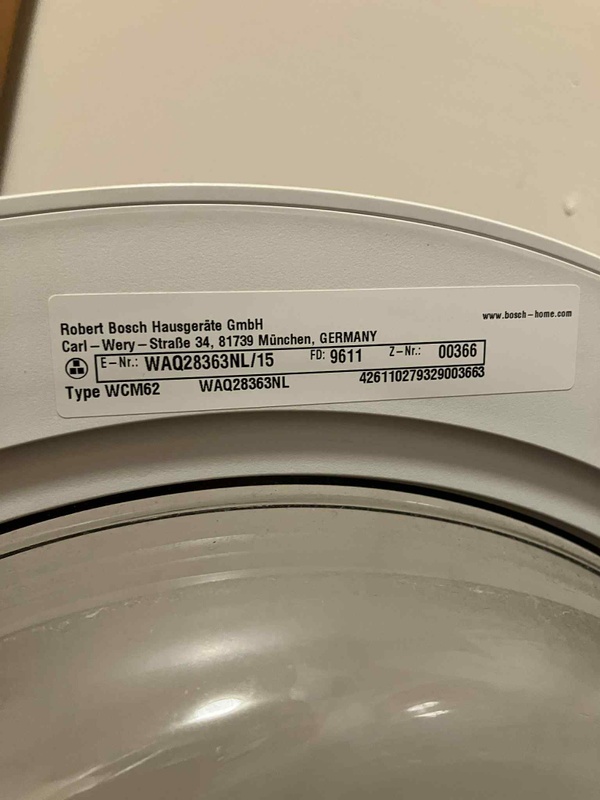 www.bosch-home.com
Robert Bosch Hausgeräte GmbH
Carl-Wery-Straße 34, 81739 München, GERMANY
E-Nr.: WAQ28363NL/15 FD: 9611 Z-Nr.: 00366
Type WCM62 WAQ28363NL 426110279329003663